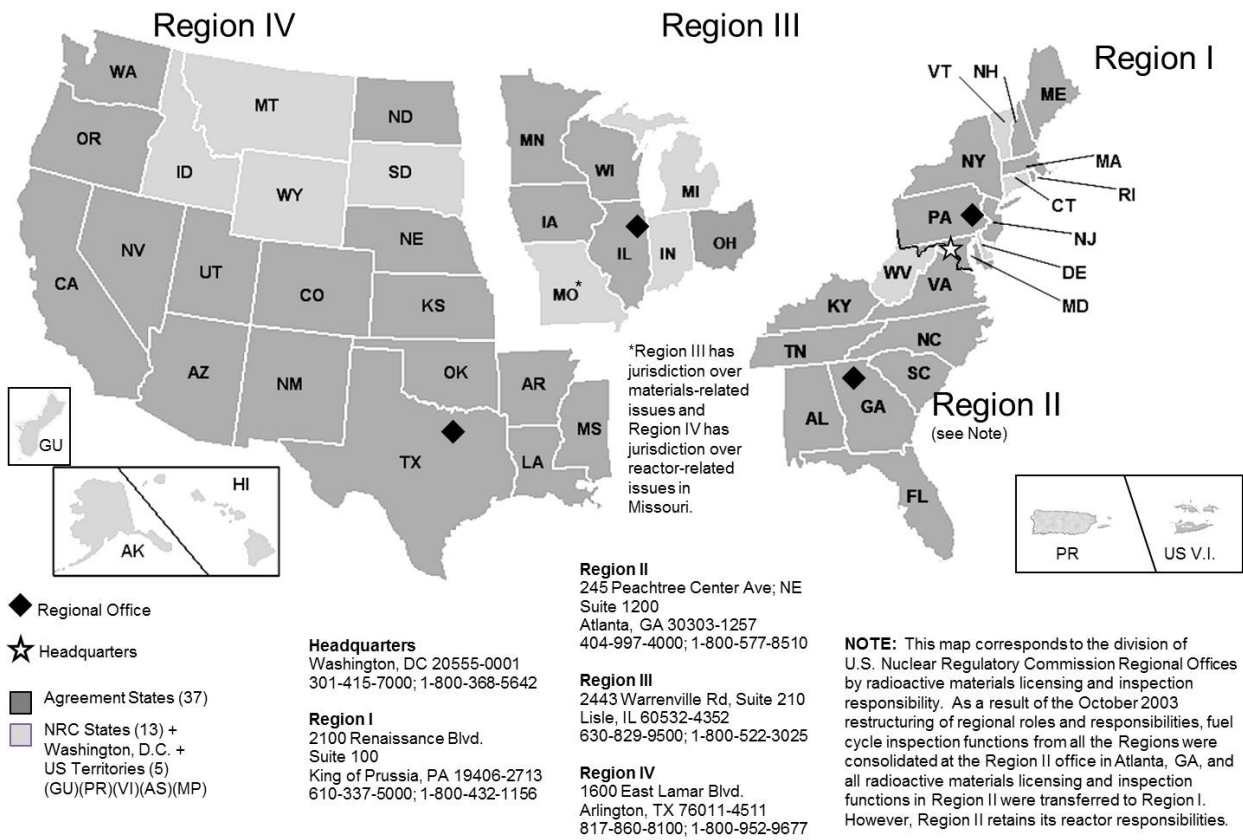 Region IV
Region III
Region I
WA
MT
ND
OR
ID
SD
WY
NE
NV
UT
CA
CO
KS
AZ
NM
OK
TX
AR
LA
MS
GU
HI
AK
MN
WI
MI
IA
IL
IN
OH
MO*
*Region III has
jurisdiction over
materials-related
issues and
Region IV has
jurisdiction over
reactor-related
issues in
Missouri.
VT
NH
ME
NY
MA
RI
CT
PA
NJ
DE
MD
WV
VA
KY
NC
TN
SC
AL
GA
FL
Region II
(see Note)
PR
US V.I.
Regional Office
Headquarters
Agreement States (37)
NRC States (13) +
Washington, D.C. +
US Territories (5)
(GU)(PR)(VI)(AS)(MP)
Headquarters
Washington, DC 20555-0001
301-415-7000; 1-800-368-5642
Region I
2100 Renaissance Blvd.
Suite 100
King of Prussia, PA 19406-2713
610-337-5000; 1-800-432-1156
Region II
245 Peachtree Center Ave; NE
Suite 1200
Atlanta, GA 30303-1257
404-997-4000; 1-800-577-8510
Region III
2443 Warrenville Rd, Suite 210
Lisle, IL 60532-4352
630-829-9500; 1-800-522-3025
Region IV
1600 East Lamar Blvd.
Arlington, TX 76011-4511
817-860-8100; 1-800-952-9677
NOTE: This map corresponds to the division of
U.S. Nuclear Regulatory Commission Regional Offices
by radioactive materials licensing and inspection
responsibility. As a result of the October 2003
restructuring of regional roles and responsibilities, fuel
cycle inspection functions from all the Regions were
consolidated at the Region II office in Atlanta, GA, and
all radioactive materials licensing and inspection
functions in Region II were transferred to Region I.
However, Region II retains its reactor responsibilities.